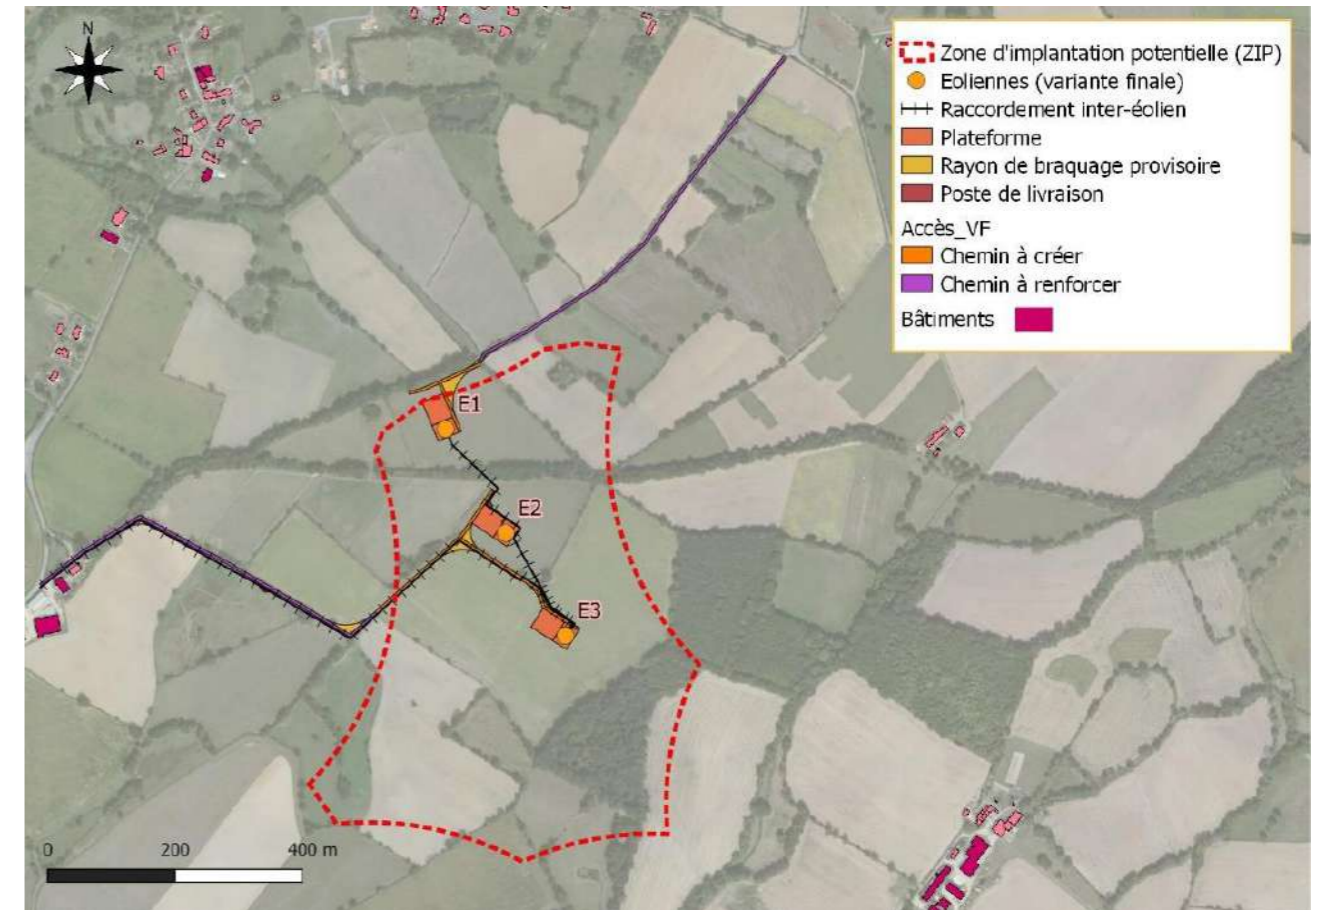 N
Zone d'implantation potentielle (ZIP)
Eoliennes (variante finale)
Raccordement inter-éolien
Plateforme
Rayon de braquage provisoire
Poste de livraison
Accès_VF
Chemin à créer
Chemin à renforcer
Bâtiments
E1
E2
E3
0 200 400 m